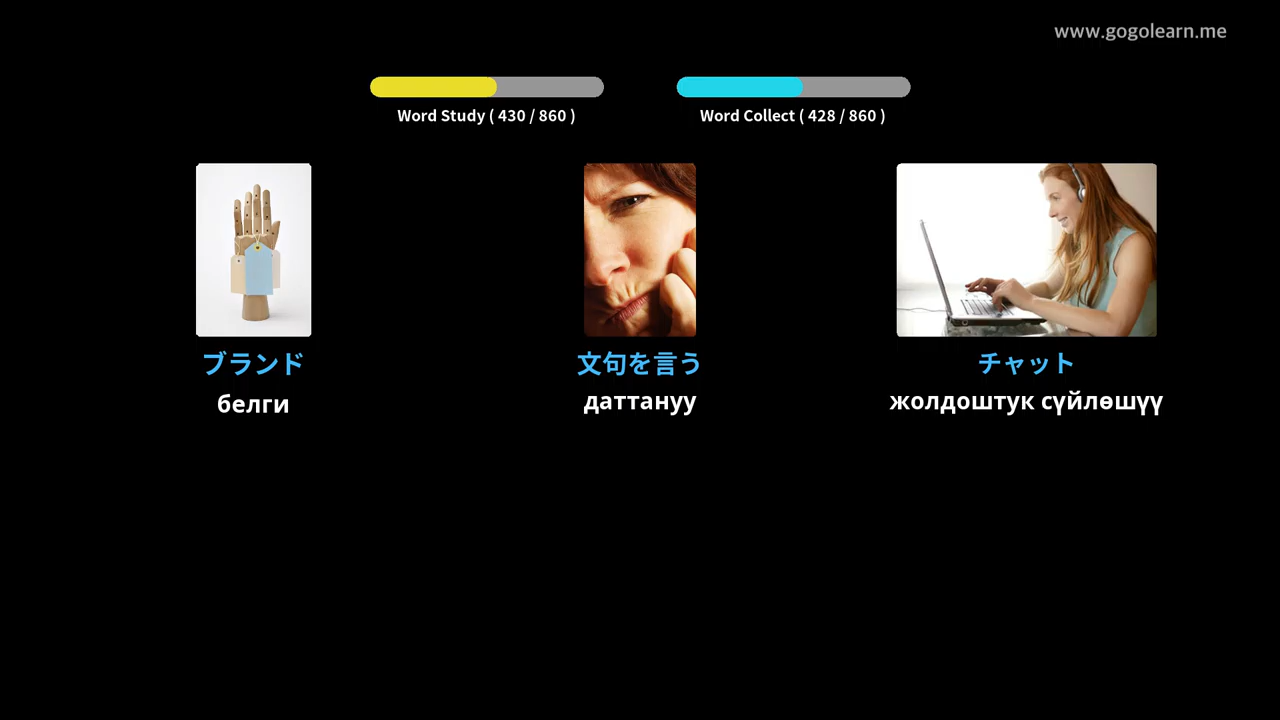 www.gogolearn.me
Word Study ( 430 / 860 )
Word Collect ( 428 / 860 )
ブランド
文句を言う
チャット
белги
даттануу
жолдоштук сүйлөшүү